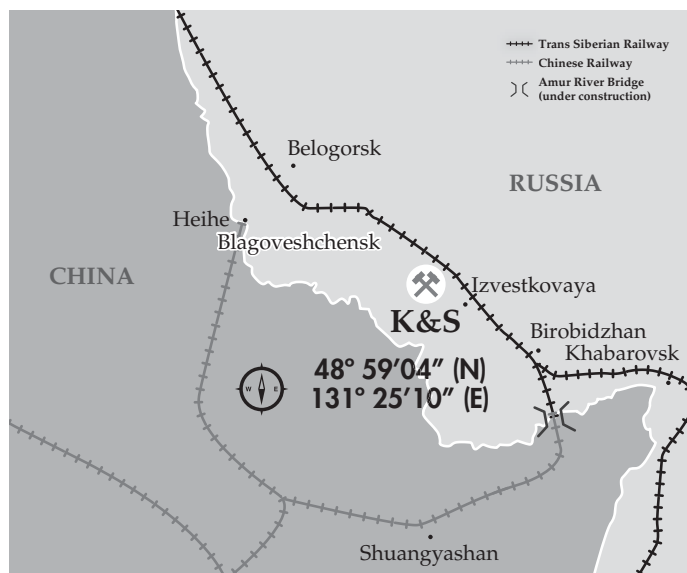 Trans Siberian Railway
Chinese Railway
Amur River Bridge
(under construction)
Belogorsk
RUSSIA
Heihe
Blagoveshchensk
CHINA
Izvestkovaya
K&S
Birobidzhan
Khabarovsk
48° 59’04” (N)
131° 25’10” (E)
W E
Shuangyashan